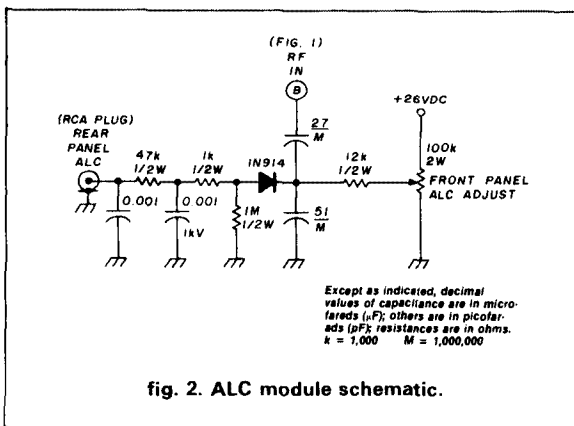 (FIG. 1)
RF
IN
B
+26VDC
(RCA PLUG)
REAR
PANEL
ALC
47k
1/2W
1k
1/2W
1N914
27
M
12k
1/2W
100k
2W
FRONT PANEL
ALC ADJUST
0.001
0.001
1kV
1M
1/2W
51
M
Except as indicated, decimal
values of capacitance are in micro-
fareds (µF); others are in picofar-
ads (pF); resistances are in ohms.
k = 1,000 M = 1,000,000
fig. 2. ALC module schematic.